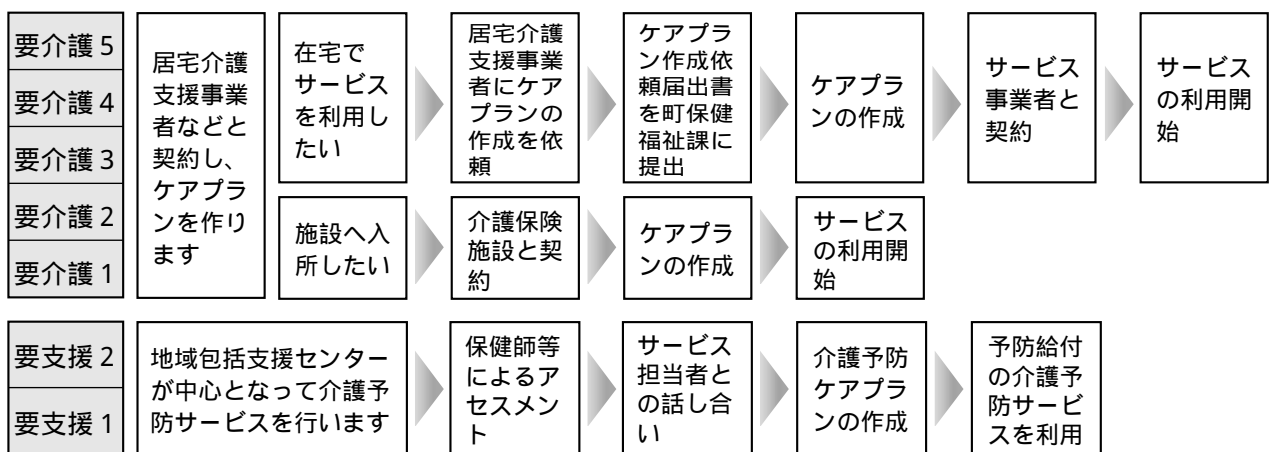 要介護5
要介護4
要介護3
要介護2
要介護1
居宅介護
支援事業
者などと
契約し、
ケアプラ
ンを作り
ます
在宅で
サービス
を利用し
たい
居宅介護
支援事業
者にケア
プランの
作成を依
頼
ケアプラ
ン作成依
頼届出書
を町保健
福祉課に
提出
ケアプラ
ンの作成
サービス
事業者と
契約
サービス
の利用開
始
施設へ入
所したい
介護保険
施設と契
約
ケアプラ
ンの作成
サービス
の利用開
始
要支援2
要支援1
地域包括支援センター
が中心となって介護予
防サービスを行います
保健師等
によるア
セスメン
ト
サービス
担当者と
の話し合
い
介護予防
ケアプラ
ンの作成
予防給付
の介護予
防サービ
スを利用